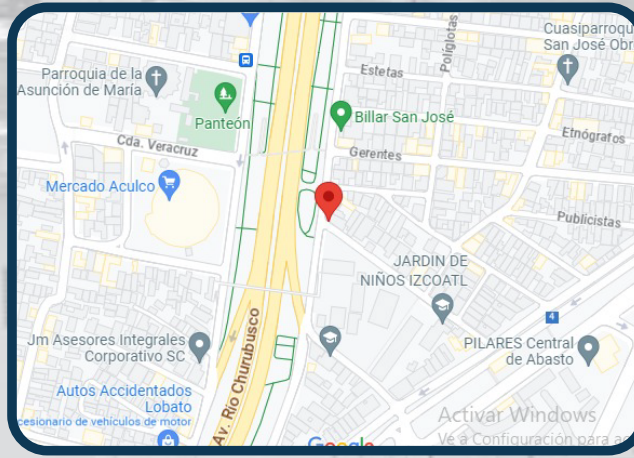 Cuasiparroqu
San José Obr
Políglotas
Parroquia de la
Asunción de María
Estetas
Panteón
Billar San José
Etnógrafos
Cda. Veracruz
Gerentes
Mercado Aculco
Publicistas
JARDIN DE
NIÑOS IZCOATL
4
Jm Asesores Integrales
Corporativo SC
Av. Río Churubusco
PILARES Central
de Abasto
Autos Accidentados
Lobato
cesionario de vehículos de motor
Activar Windows
Ve a Configuración para ac
Google